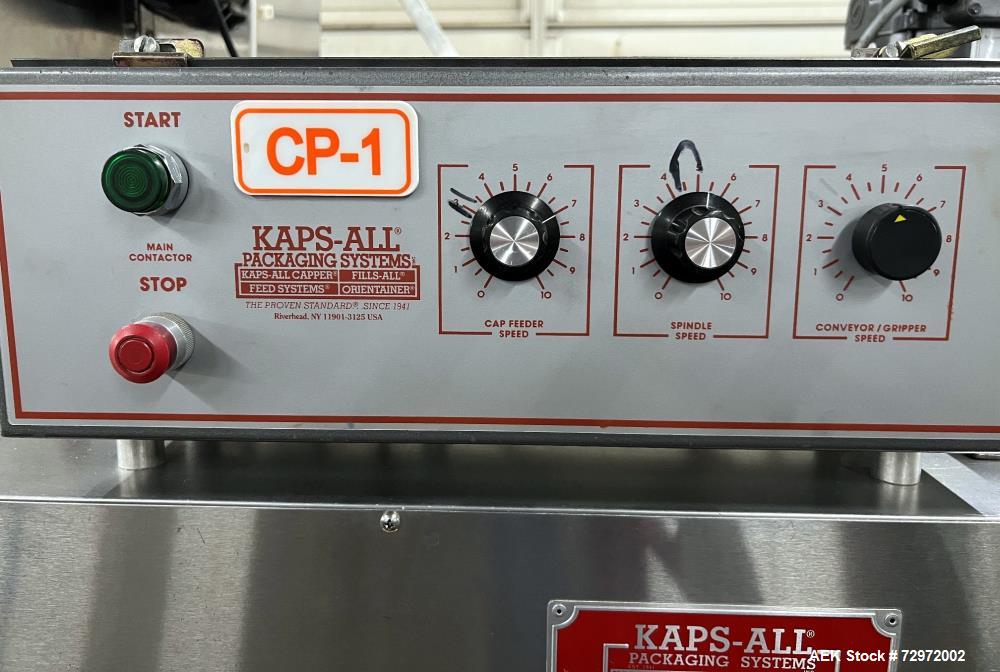 START
CP-1
MAIN
CONTACTOR
STOP
KAPS-ALL®
PACKAGING SYSTEMS
KAPS-ALL CAPPER® FILLS-ALL®
FEED SYSTEMS® ORIENTAINER®
THE PROVEN STANDARD® SINCE 1941
Riverhead, NY 11901-3125 USA
0 1 2 3 4 5 6 7 8 9 10
CAP FEEDER
SPEED
0 1 2 3 4 6 7 8 9 10
SPINDLE
SPEED
0 1 2 3 4 5 6 7 8 9 10
CONVEYOR/GRIPPER
SPEED
KAPS-ALL®
PACKAGING SYSTEMS
AEK Stock # 72972002